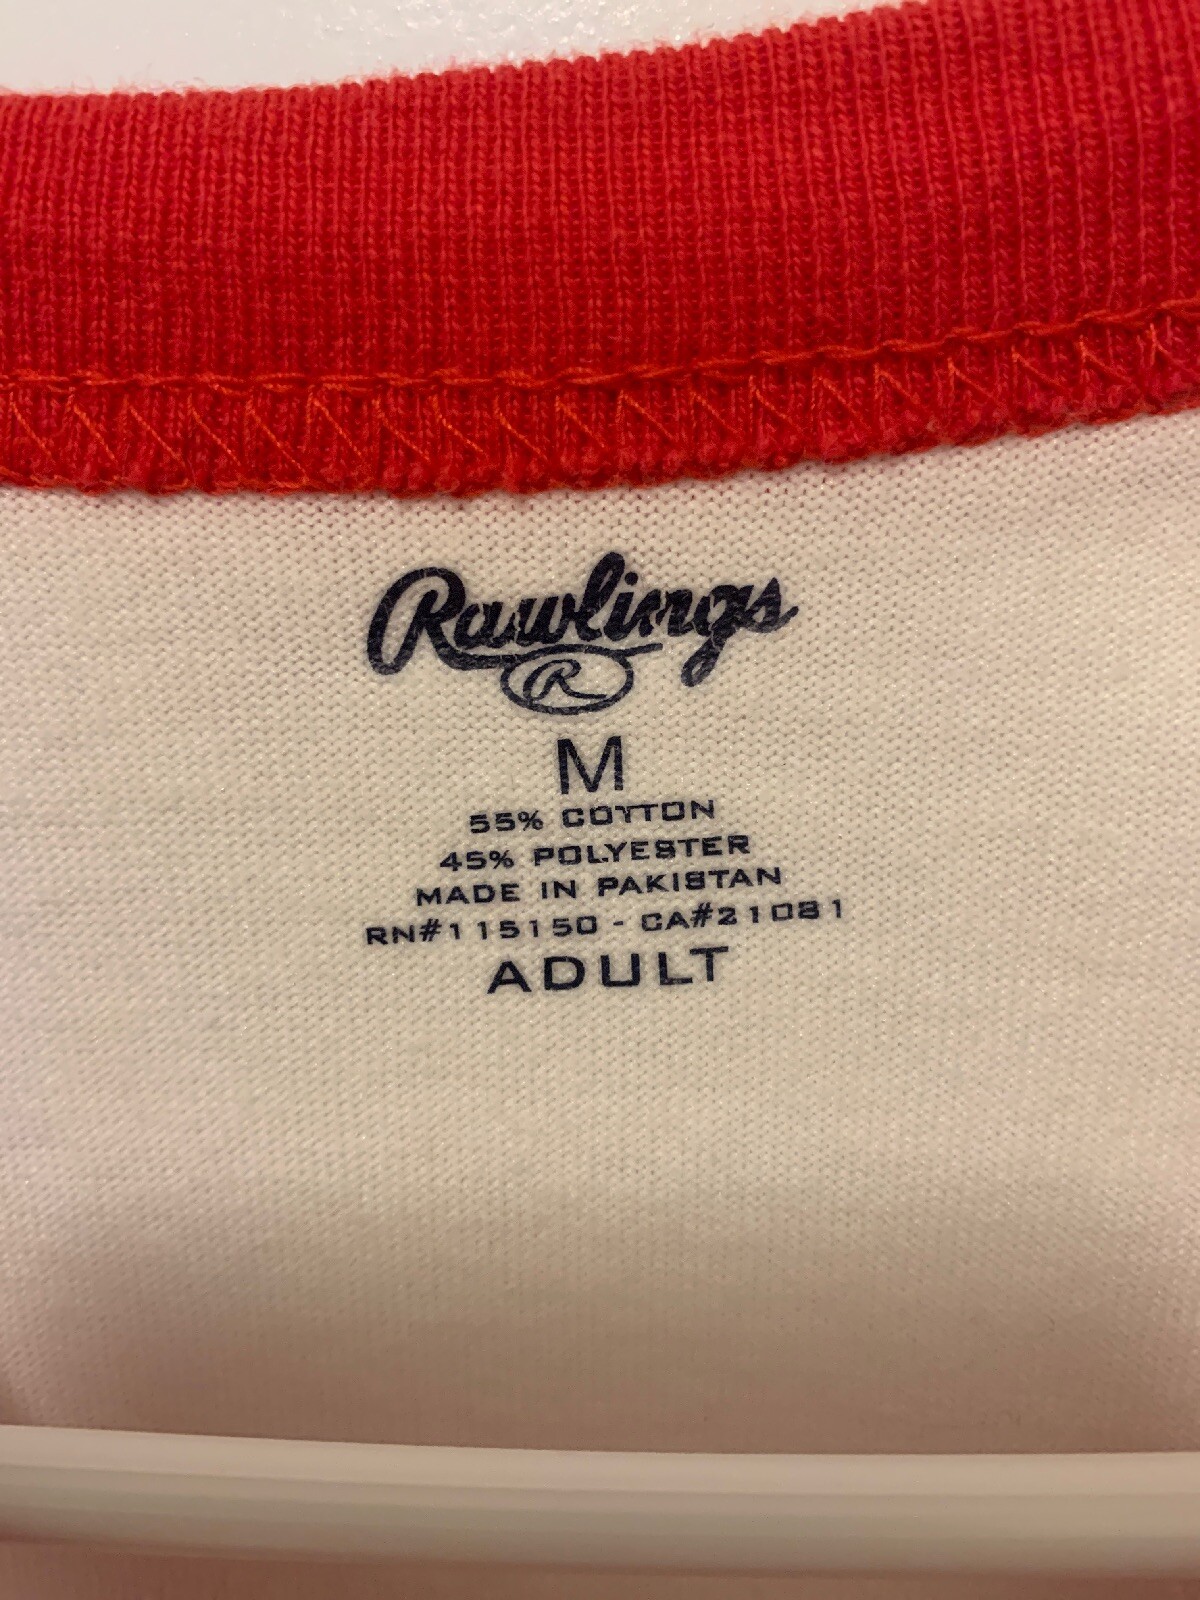 Rawlings
R
M
55% COTTON
45% POLYESTER
MADE IN PAKISTAN
RN#115150 - CA#21081
ADULT